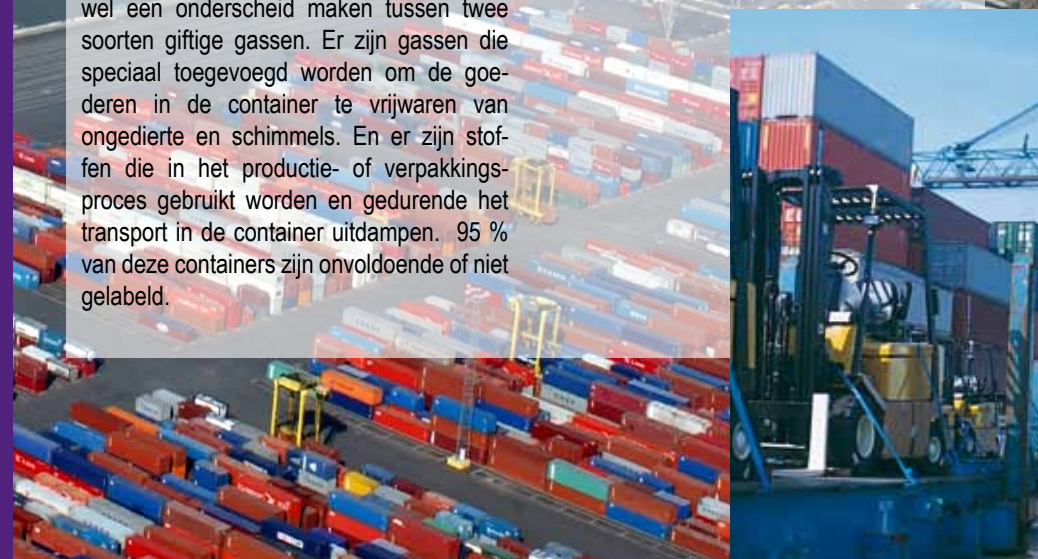 wel een onderscheid maken tussen twee
soorten giftige gassen. Er zijn gassen die
speciaal toegevoegd worden om de goe-
deren in de container te vrijwaren van
ongedierte en schimmels. En er zijn stof-
fen die in het productie- of verpakkings-
proces gebruikt worden en gedurende het
transport in de container uitdampen.  95 %
van deze containers zijn onvoldoende of niet
gelabeld.